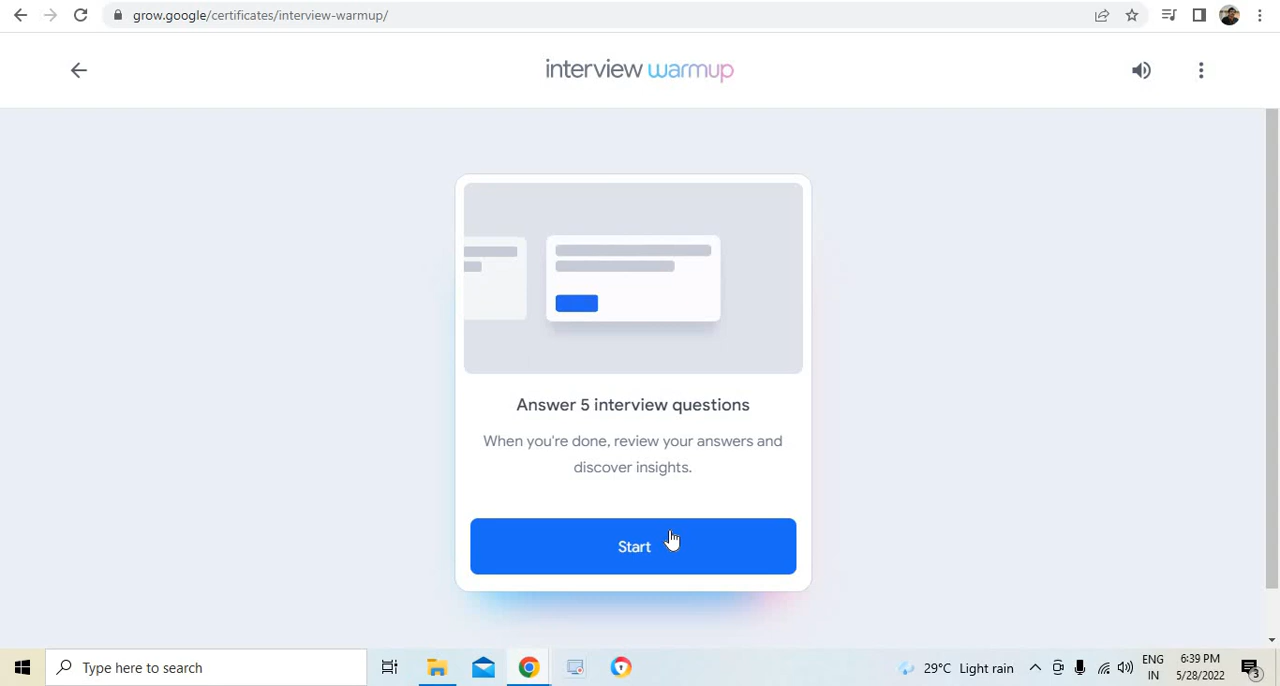 grow.google/certificates/interview-warmup/
interview warmup
Answer 5 interview questions
When you're done, review your answers and
discover insights.
Start
Type here to search
29°C Light rain
ENG
IN
6:39 PM
5/28/2022
3